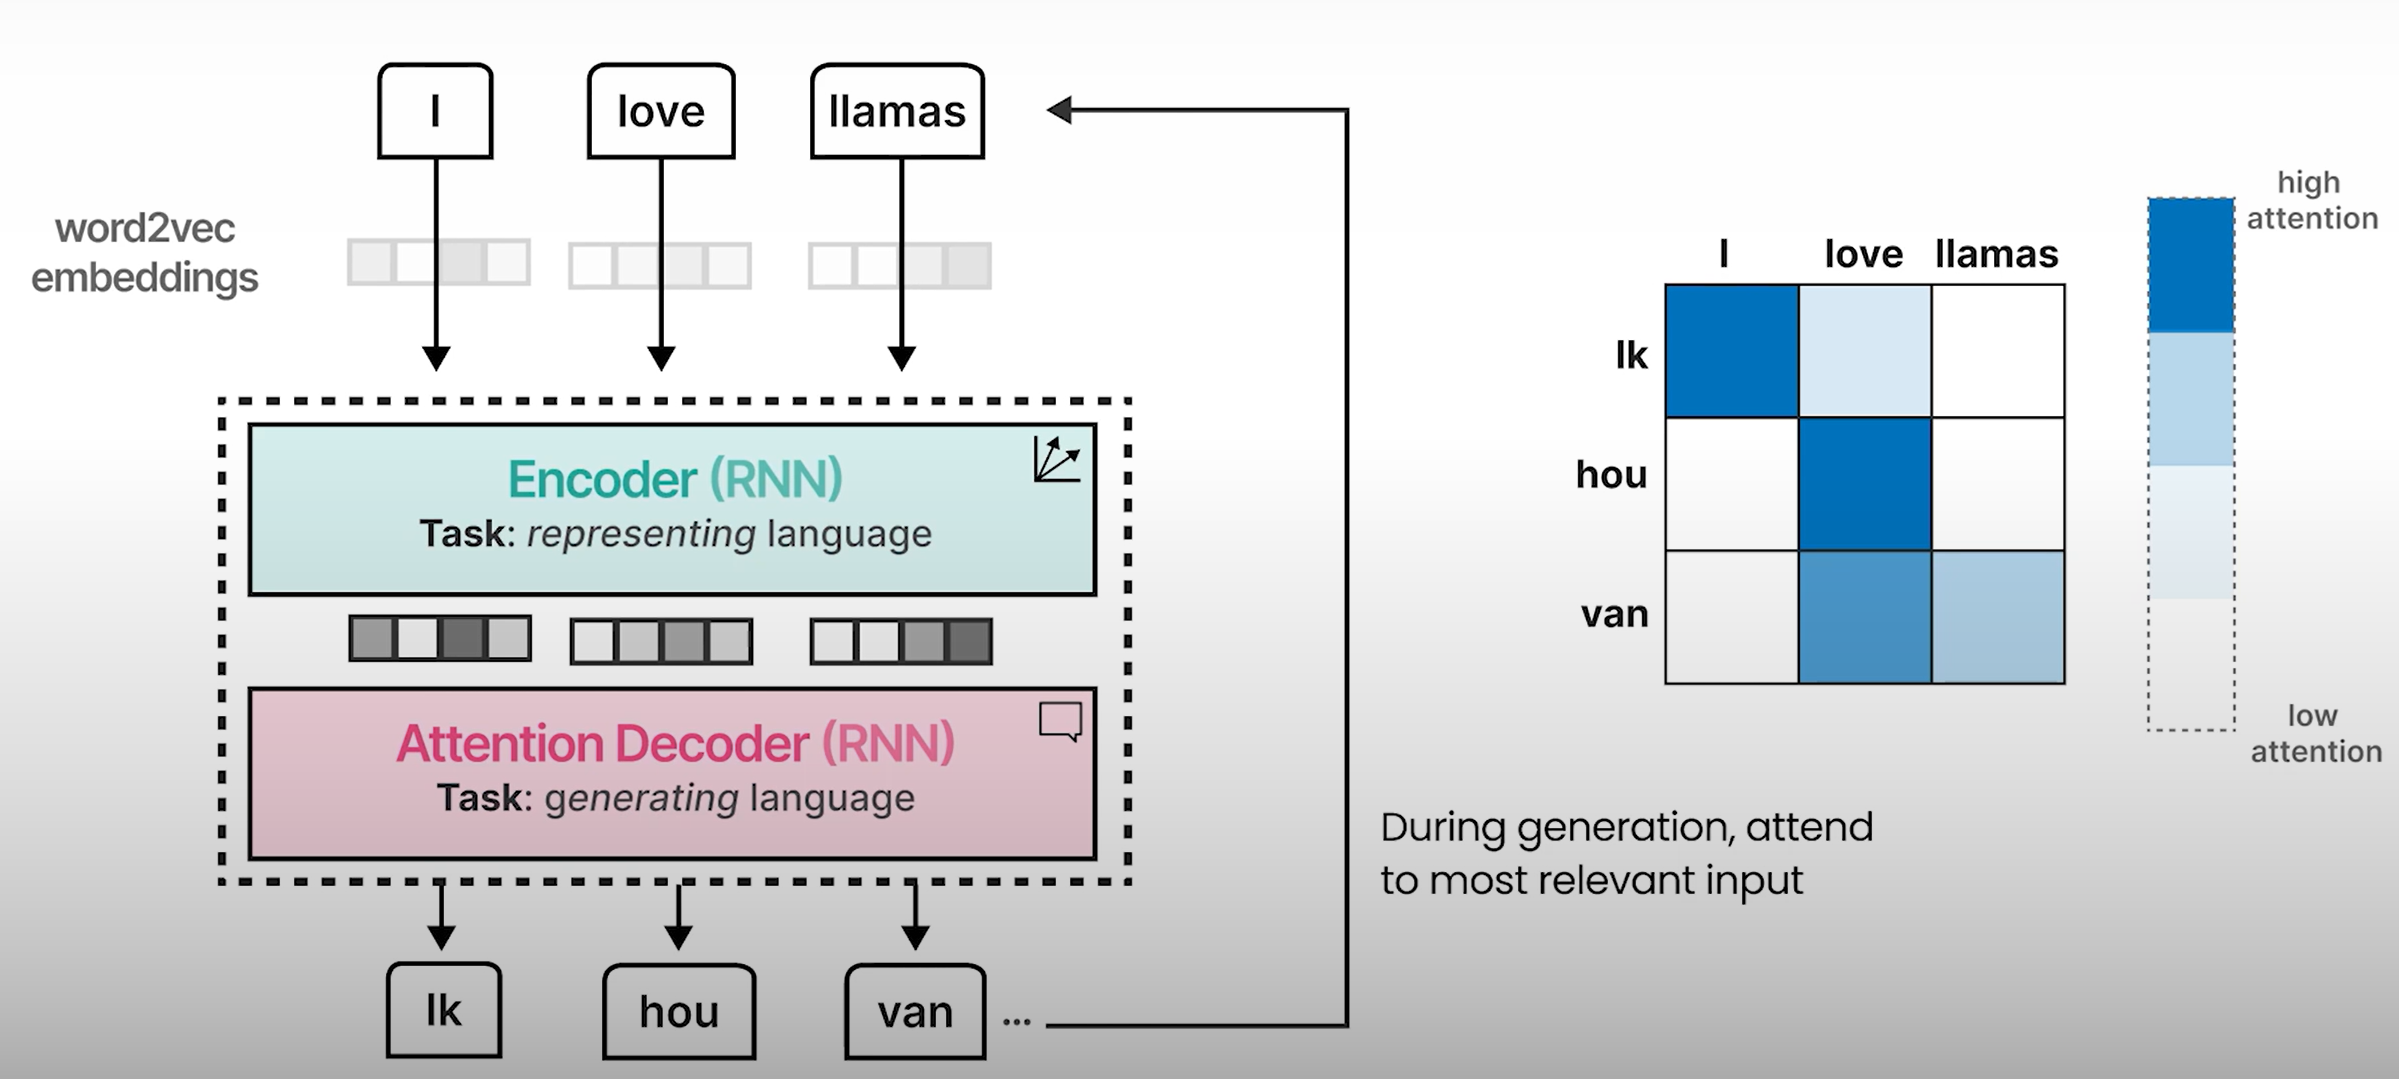 I love llamas
word2vec
embeddings
Encoder (RNN)
Task: representing language
Attention Decoder (RNN)
Task: generating language
Ik hou van ...
I love llamas
Ik
hou
van
high
attention
low
attention
During generation, attend
to most relevant input